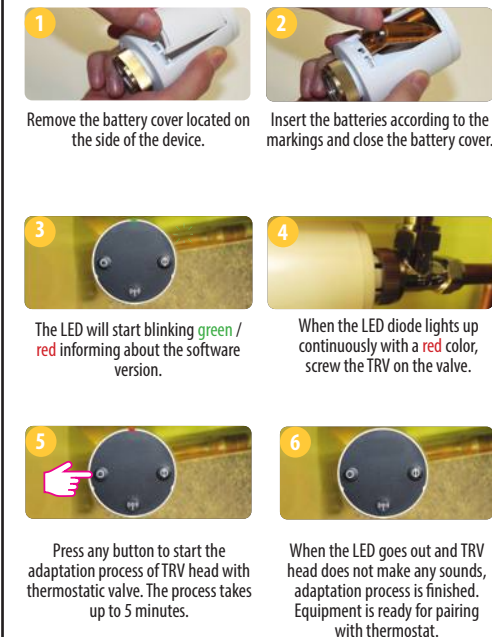 1
2
Remove the battery cover located on
the side of the device.
Insert the batteries according to the
markings and close the battery cover.
3
4
The LED will start blinking green /
red informing about the software
version.
When the LED diode lights up
continuously with a red color,
screw the TRV on the valve.
5
6
Press any button to start the
adaptation process of TRV head with
thermostatic valve. The process takes
up to 5 minutes.
When the LED goes out and TRV
head does not make any sounds,
adaptation process is finished.
Equipment is ready for pairing
with thermostat.